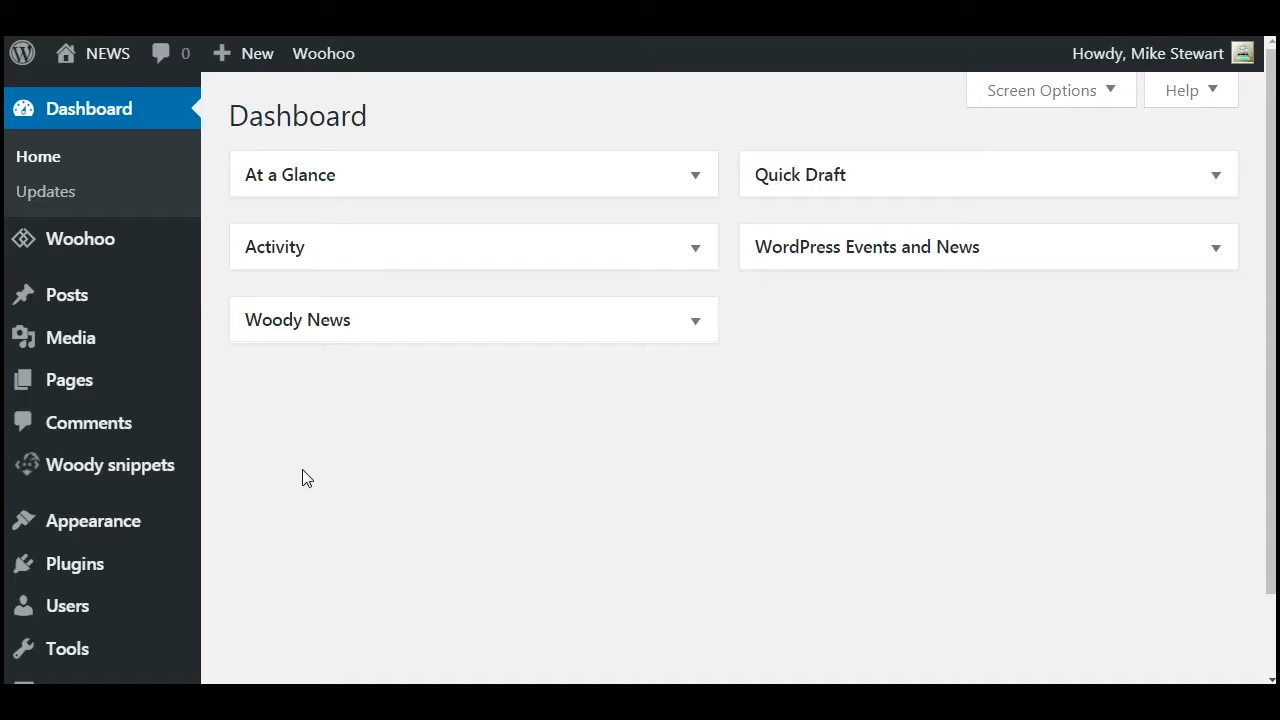 NEWS 0 New Woohoo Howdy, Mike Stewart
Screen Options Help
Dashboard
Home
Updates
Woohoo
Posts
Media
Pages
Comments
Woody snippets
Appearance
Plugins
Users
Tools
Dashboard
At a Glance
Quick Draft
Activity
WordPress Events and News
Woody News